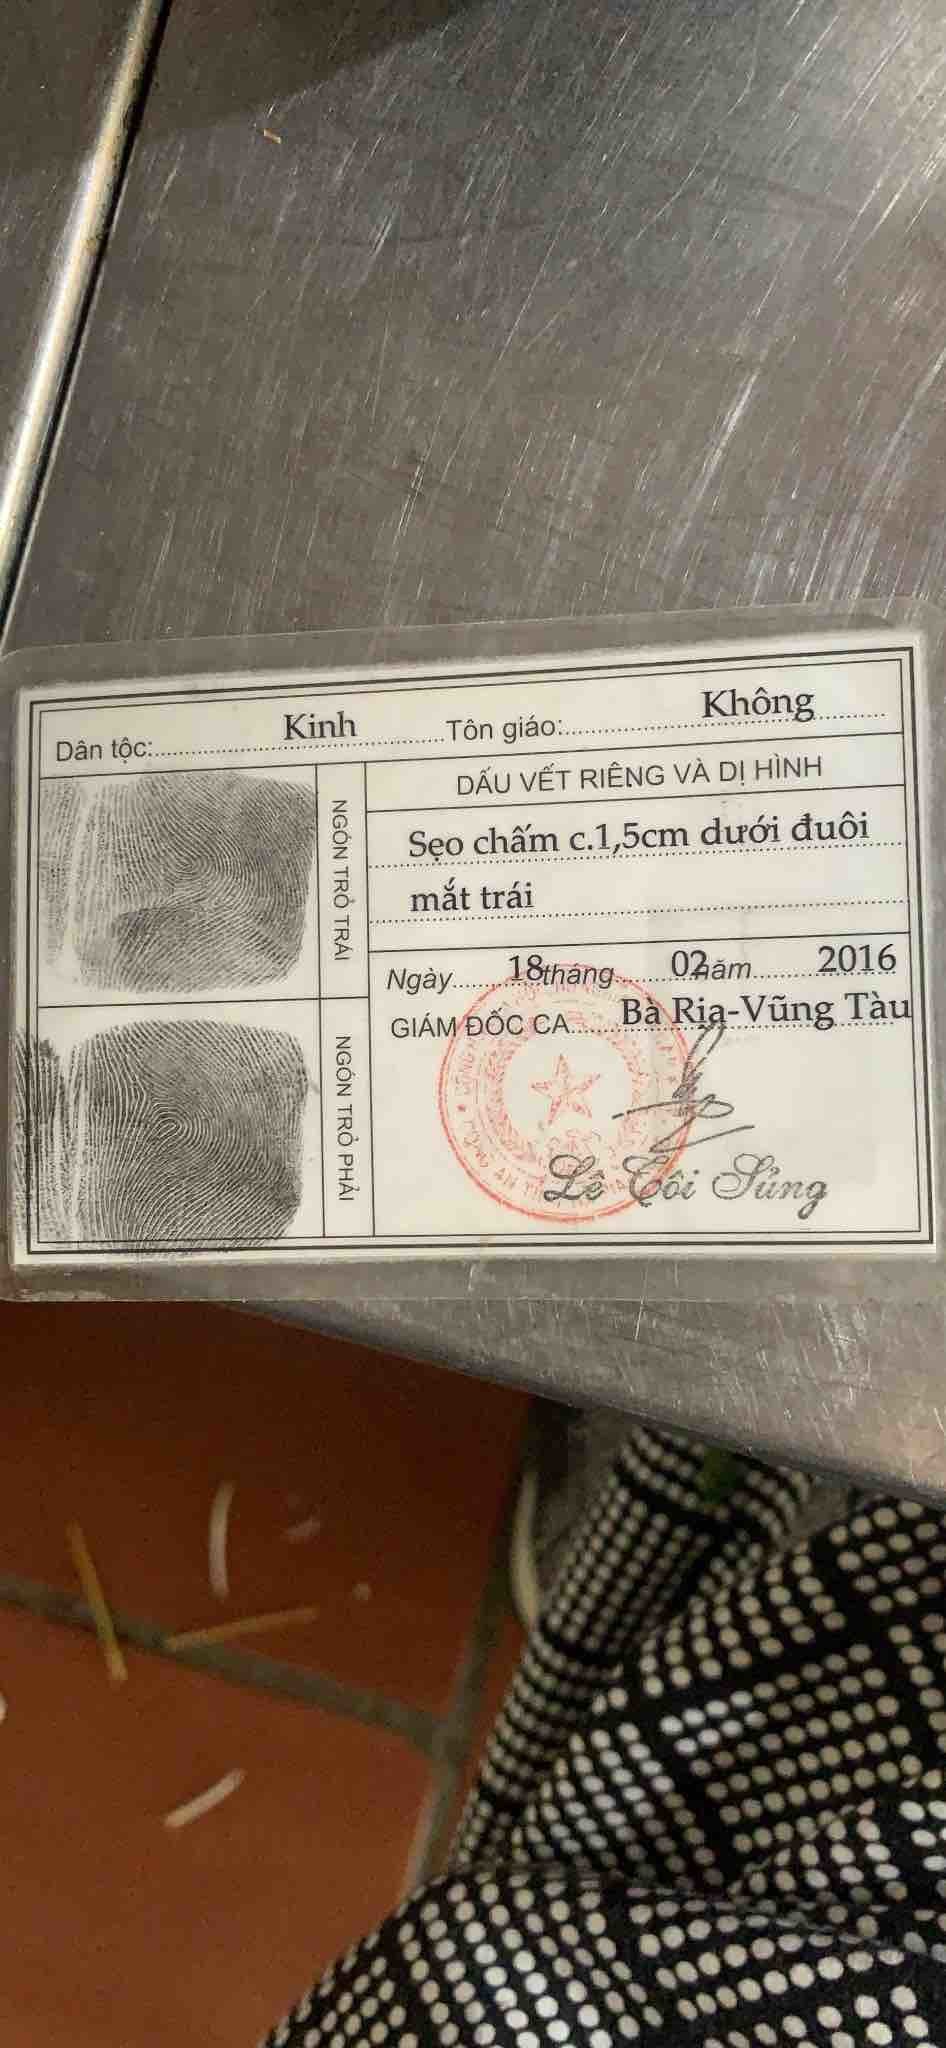 Dân tộc: Kinh Tôn giáo: Không
NGÓN TRỎ TRÁI
DẤU VẾT RIÊNG VÀ DỊ HÌNH
Sẹo chấm c.1,5cm dưới đuôi
mắt trái
Ngày 18 tháng 02 năm 2016
GIÁM ĐỐC CA Bà Rịa-Vũng Tàu
NGÓN TRỎ PHẢI
Lê Tôi Sủng